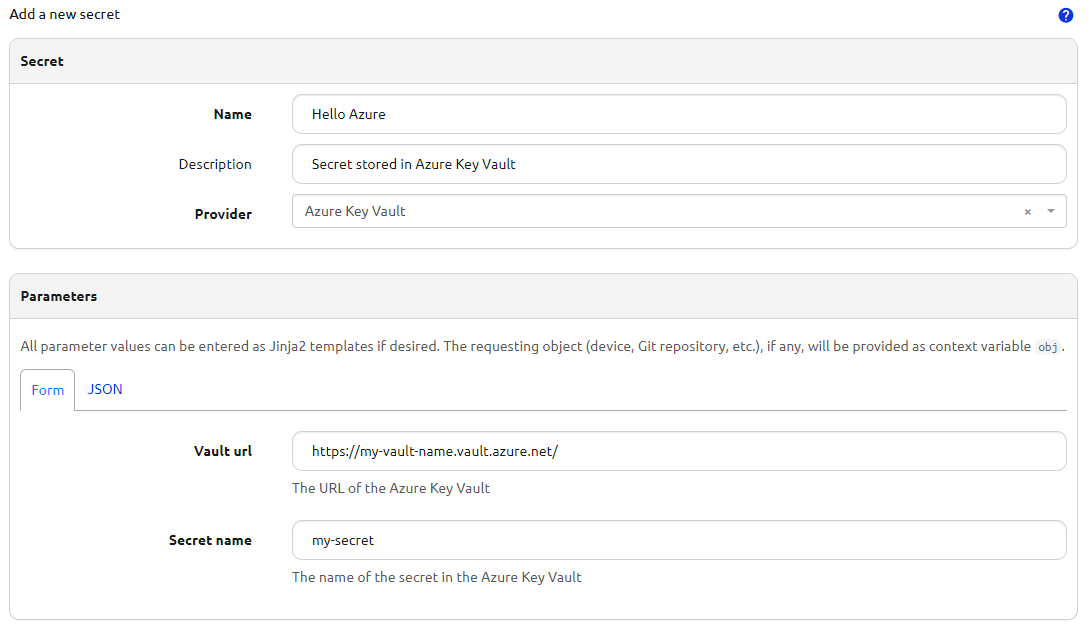 Add a new secret
?
Secret
Name Hello Azure
Description Secret stored in Azure Key Vault
Provider Azure Key Vault ×
Parameters
All parameter values can be entered as Jinja2 templates if desired. The requesting object (device, Git repository, etc.), if any, will be provided as context variable obj .
Form JSON
Vault url https://my-vault-name.vault.azure.net/
The URL of the Azure Key Vault
Secret name my-secret
The name of the secret in the Azure Key Vault